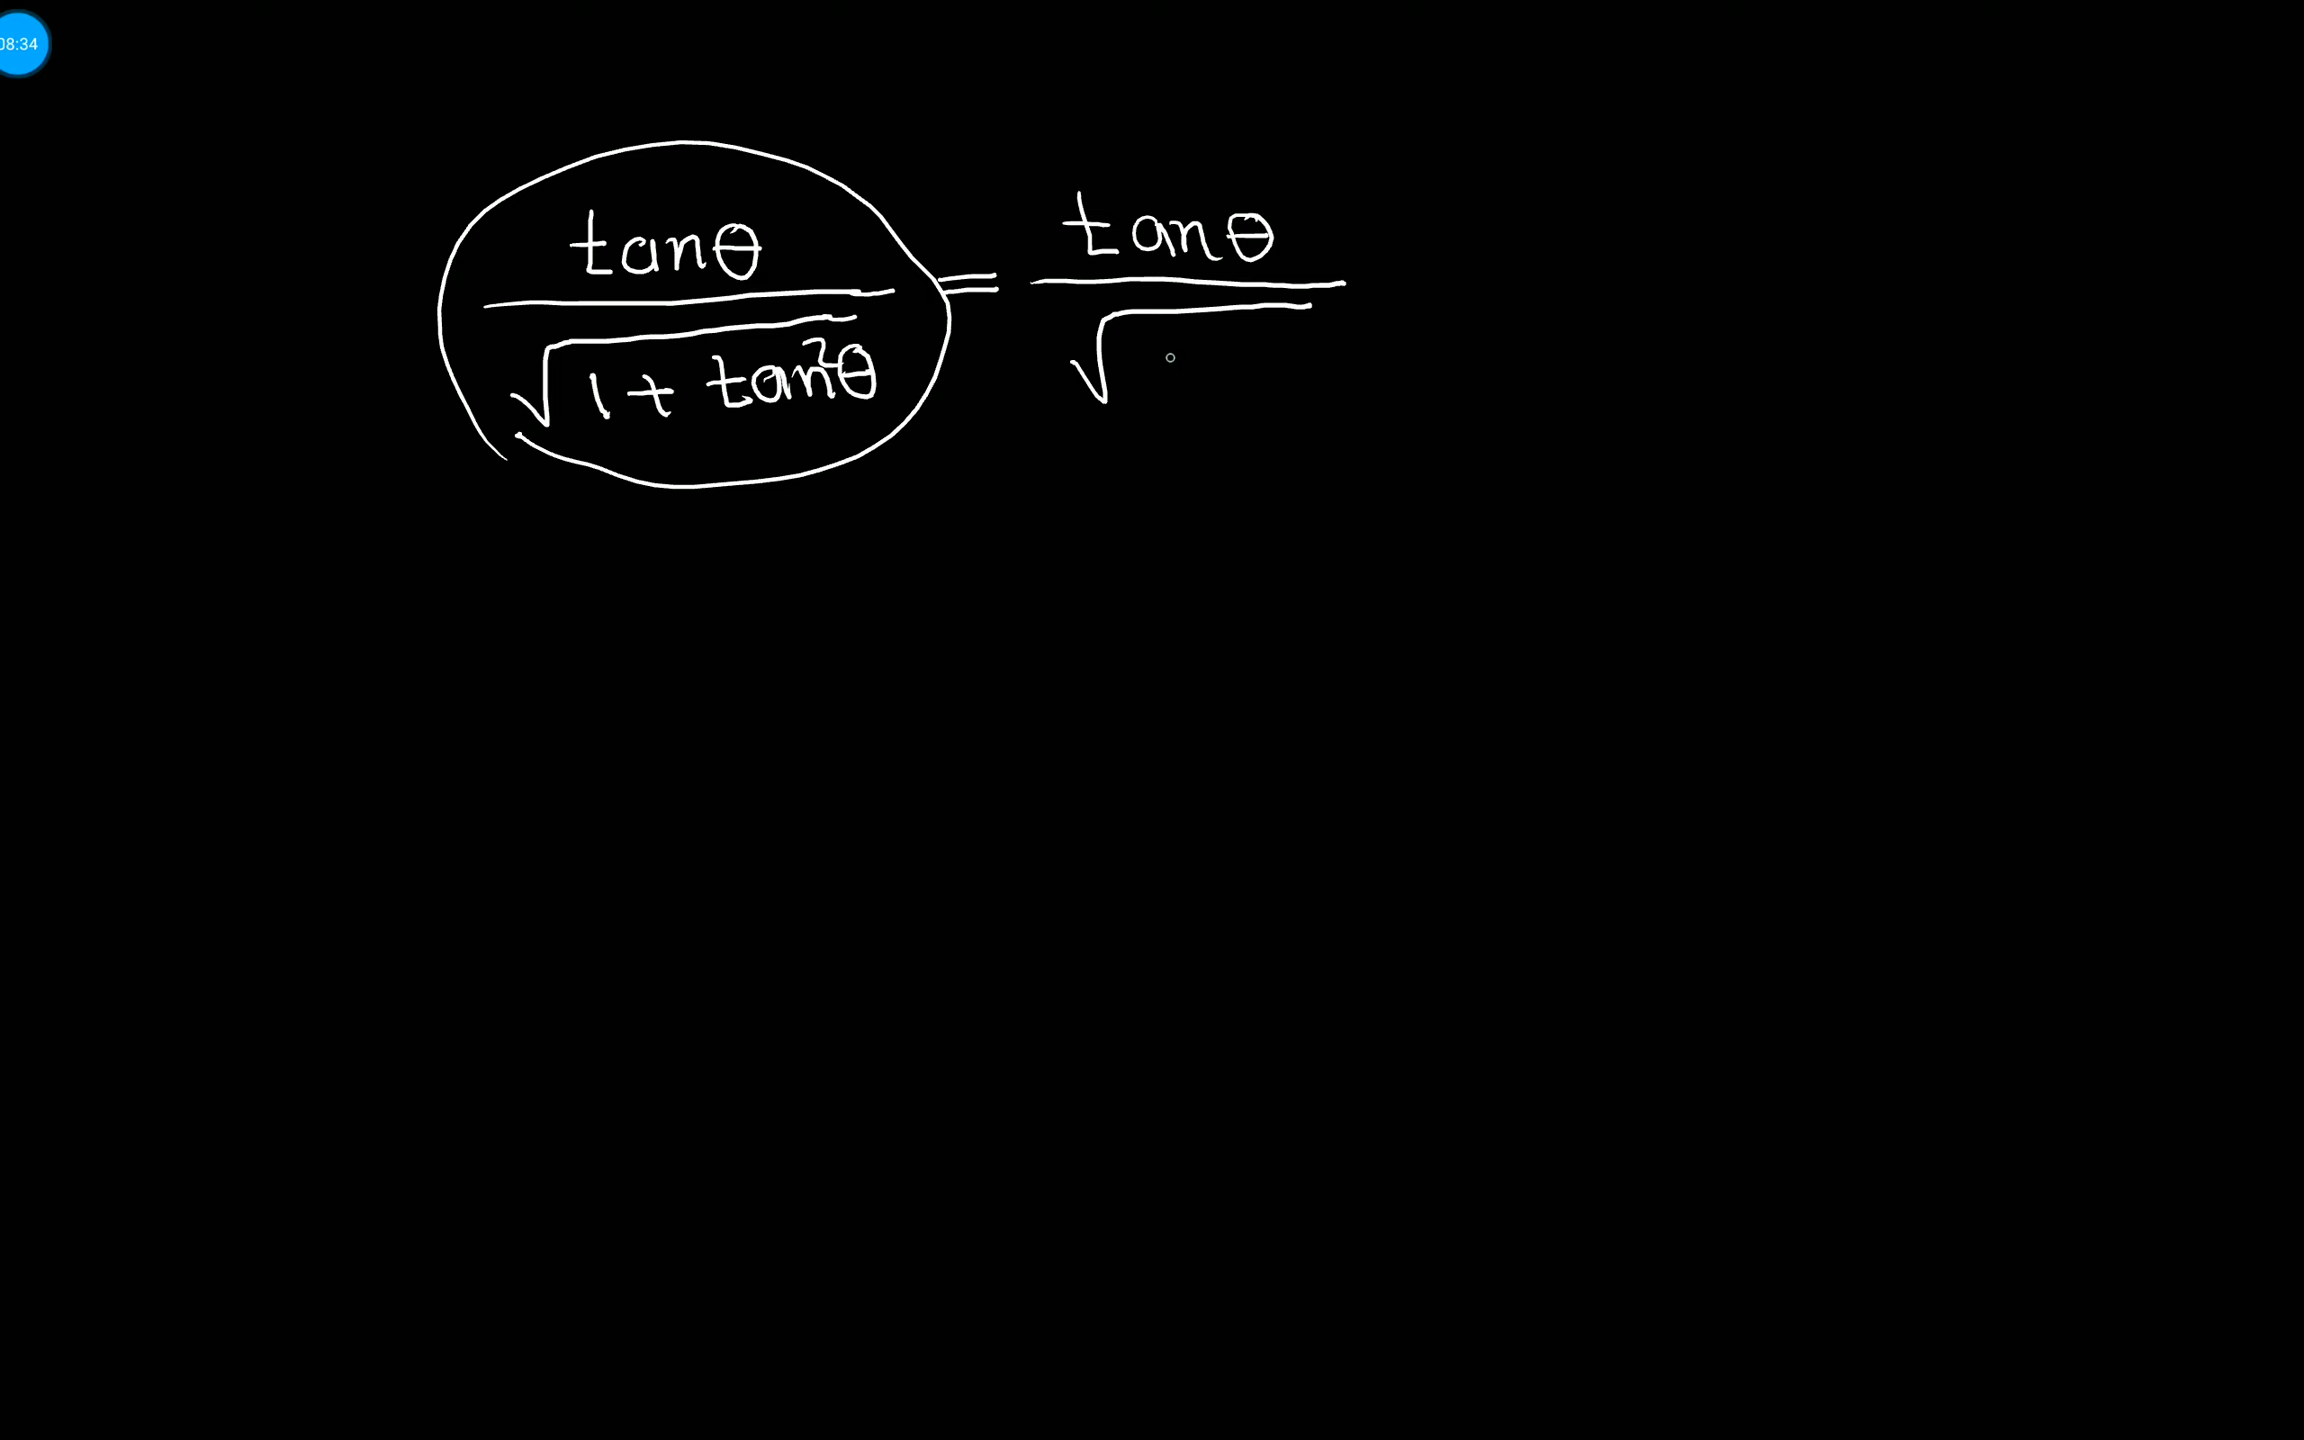 08:34
tanθ / √(1 + tan²θ) = tanθ / √